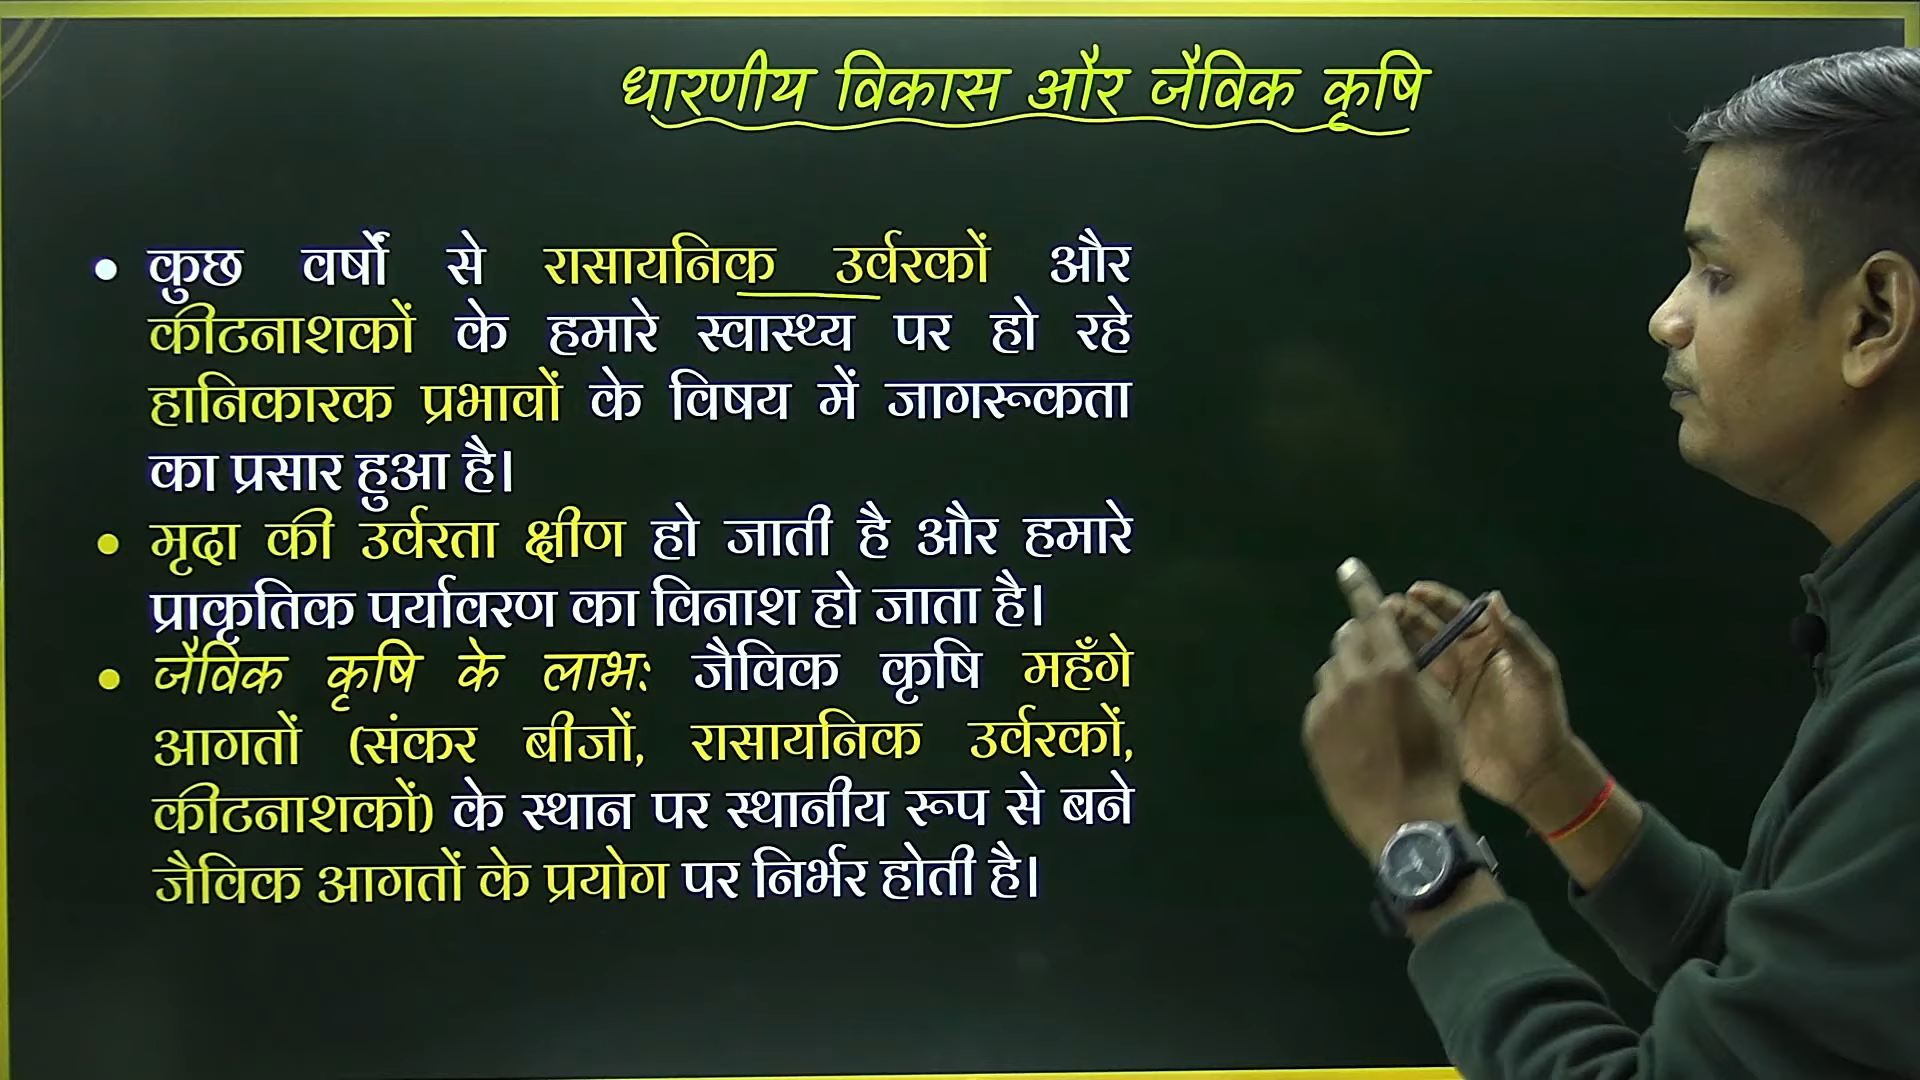 धारणीय विकास और जैविक कृषि
• कुछ वर्षों से रासायनिक उर्वरकों और
कीटनाशकों के हमारे स्वास्थ्य पर हो रहे
हानिकारक प्रभावों के विषय में जागरूकता
का प्रसार हुआ है।
• मृदा की उर्वरता क्षीण हो जाती है और हमारे
प्राकृतिक पर्यावरण का विनाश हो जाता है।
• जैविक कृषि के लाभ: जैविक कृषि महँगे
आगतों (संकर बीजों, रासायनिक उर्वरकों,
कीटनाशकों) के स्थान पर स्थानीय रूप से बने
जैविक आगतों के प्रयोग पर निर्भर होती है।